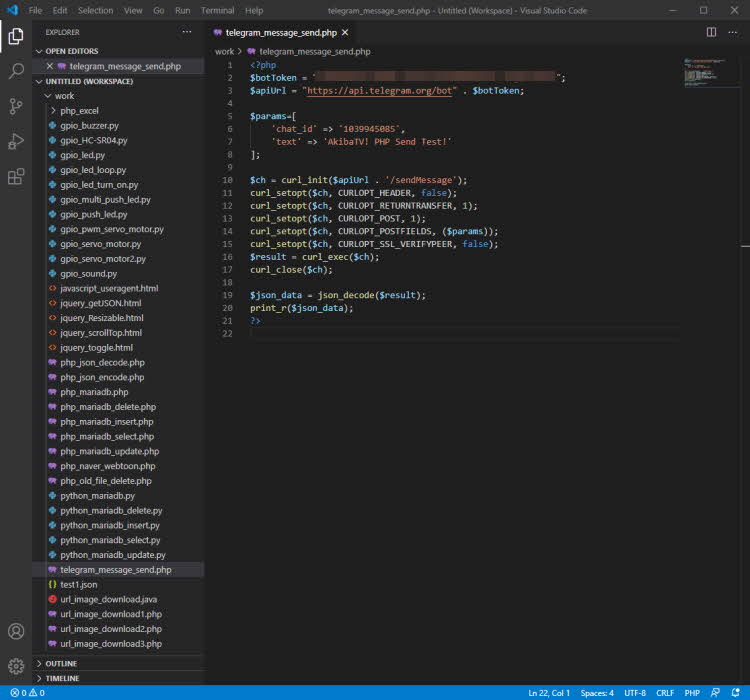 File Edit Selection View Go Run Terminal Help telegram_message_send.php - Untitled (Workspace) - Visual Studio Code
EXPLORER
OPEN EDITORS
telegram_message_send.php
UNTITLED (WORKSPACE)
work
php_excel
gpio_buzzer.py
gpio_HC-SR04.py
gpio_led.py
gpio_led_loop.py
gpio_led_turn_on.py
gpio_multi_push_led.py
gpio_push_led.py
gpio_pwm_servo_motor.py
gpio_servo_motor.py
gpio_servo_motor2.py
gpio_sound.py
javascript_useragent.html
jquery_getJSON.html
jquery_Resizable.html
jquery_scrollTop.html
jquery_toggle.html
php_json_decode.php
php_json_encode.php
php_mariadb.php
php_mariadb_delete.php
php_mariadb_insert.php
php_mariadb_select.php
php_mariadb_update.php
php_naver_webtoon.php
php_old_file_delete.php
python_mariadb.py
python_mariadb_delete.py
python_mariadb_insert.py
python_mariadb_select.py
python_mariadb_update.py
telegram_message_send.php
test1.json
url_image_download.java
url_image_download1.php
url_image_download2.php
url_image_download3.php
OUTLINE
TIMELINE
telegram_message_send.php
work > telegram_message_send.php
1 <?php
2 $botToken = "";
3 $apiUrl = "https://api.telegram.org/bot" . $botToken;
4
5 $params=[
6 'chat_id' => '1039945085',
7 'text' => 'AkibaTV! PHP Send Test!'
8 ];
9
10 $ch = curl_init($apiUrl . '/sendMessage');
11 curl_setopt($ch, CURLOPT_HEADER, false);
12 curl_setopt($ch, CURLOPT_RETURNTRANSFER, 1);
13 curl_setopt($ch, CURLOPT_POST, 1);
14 curl_setopt($ch, CURLOPT_POSTFIELDS, ($params));
15 curl_setopt($ch, CURLOPT_SSL_VERIFYPEER, false);
16 $result = curl_exec($ch);
17 curl_close($ch);
18
19 $json_data = json_decode($result);
20 print_r($json_data);
21 ?>
22
0 0 Ln 22, Col 1 Spaces: 4 UTF-8 CRLF PHP